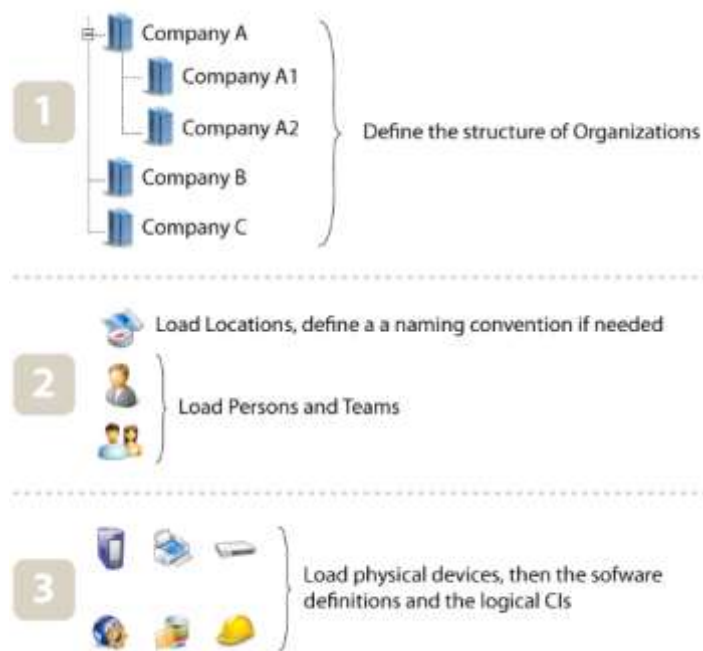 1
Company A
Company A1
Company A2
Company B
Company C
Define the structure of Organizations
2
Load Locations, define a a naming convention if needed
Load Persons and Teams
3
Load physical devices, then the sofware
definitions and the logical CIs